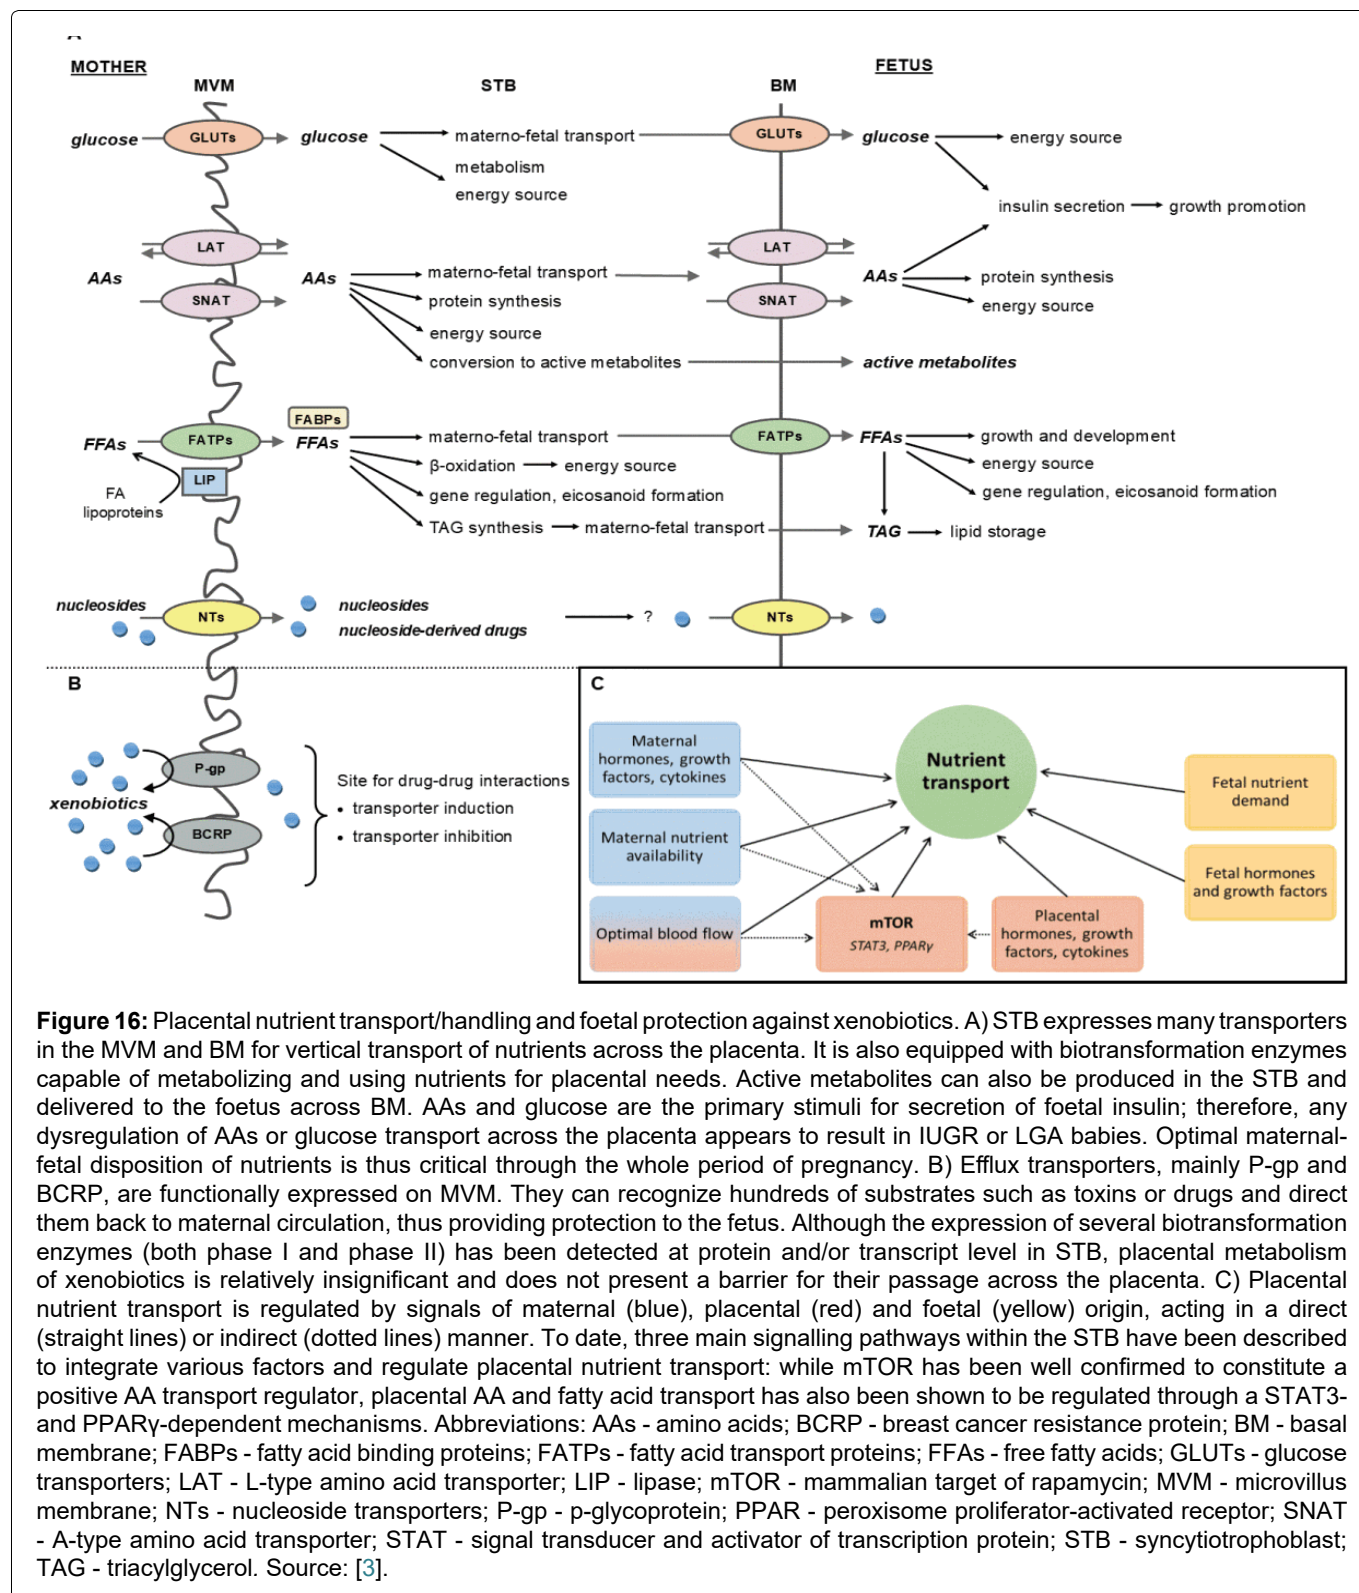 MOTHER
FETUS
MVM
STB
BM
glucose
GLUTs
glucose
materno-fetal transport
GLUTs
glucose
energy source
metabolism
energy source
insulin secretion
growth promotion
LAT
LAT
AAs
AAs
materno-fetal transport
AAs
protein synthesis
SNAT
protein synthesis
SNAT
energy source
energy source
conversion to active metabolites
active metabolites
FABPs
FFAs
FATPs
FFAs
materno-fetal transport
FATPs
FFAs
growth and development
β-oxidation
energy source
energy source
LIP
FA
lipoproteins
gene regulation, eicosanoid formation
gene regulation, eicosanoid formation
TAG synthesis
materno-fetal transport
TAG
lipid storage
nucleosides
NTs
nucleosides
nucleoside-derived drugs
?
NTs
B
P-gp
xenobiotics
BCRP
Site for drug-drug interactions
• transporter induction
• transporter inhibition
C
Maternal
hormones, growth
factors, cytokines
Nutrient
transport
Fetal nutrient
demand
Maternal nutrient
availability
Fetal hormones
and growth factors
Optimal blood flow
mTOR
STAT3, PPARγ
Placental
hormones, growth
factors, cytokines
Figure 16: Placental nutrient transport/handling and foetal protection against xenobiotics. A) STB expresses many transporters
in the MVM and BM for vertical transport of nutrients across the placenta. It is also equipped with biotransformation enzymes
capable of metabolizing and using nutrients for placental needs. Active metabolites can also be produced in the STB and
delivered to the foetus across BM. AAs and glucose are the primary stimuli for secretion of foetal insulin; therefore, any
dysregulation of AAs or glucose transport across the placenta appears to result in IUGR or LGA babies. Optimal maternal-
fetal disposition of nutrients is thus critical through the whole period of pregnancy. B) Efflux transporters, mainly P-gp and
BCRP, are functionally expressed on MVM. They can recognize hundreds of substrates such as toxins or drugs and direct
them back to maternal circulation, thus providing protection to the fetus. Although the expression of several biotransformation
enzymes (both phase I and phase II) has been detected at protein and/or transcript level in STB, placental metabolism
of xenobiotics is relatively insignificant and does not present a barrier for their passage across the placenta. C) Placental
nutrient transport is regulated by signals of maternal (blue), placental (red) and foetal (yellow) origin, acting in a direct
(straight lines) or indirect (dotted lines) manner. To date, three main signalling pathways within the STB have been described
to integrate various factors and regulate placental nutrient transport: while mTOR has been well confirmed to constitute a
positive AA transport regulator, placental AA and fatty acid transport has also been shown to be regulated through a STAT3-
and PPARγ-dependent mechanisms. Abbreviations: AAs - amino acids; BCRP - breast cancer resistance protein; BM - basal
membrane; FABPs - fatty acid binding proteins; FATPs - fatty acid transport proteins; FFAs - free fatty acids; GLUTs - glucose
transporters; LAT - L-type amino acid transporter; LIP - lipase; mTOR - mammalian target of rapamycin; MVM - microvillus
membrane; NTs - nucleoside transporters; P-gp - p-glycoprotein; PPAR - peroxisome proliferator-activated receptor; SNAT
- A-type amino acid transporter; STAT - signal transducer and activator of transcription protein; STB - syncytiotrophoblast;
TAG - triacylglycerol. Source: [3].